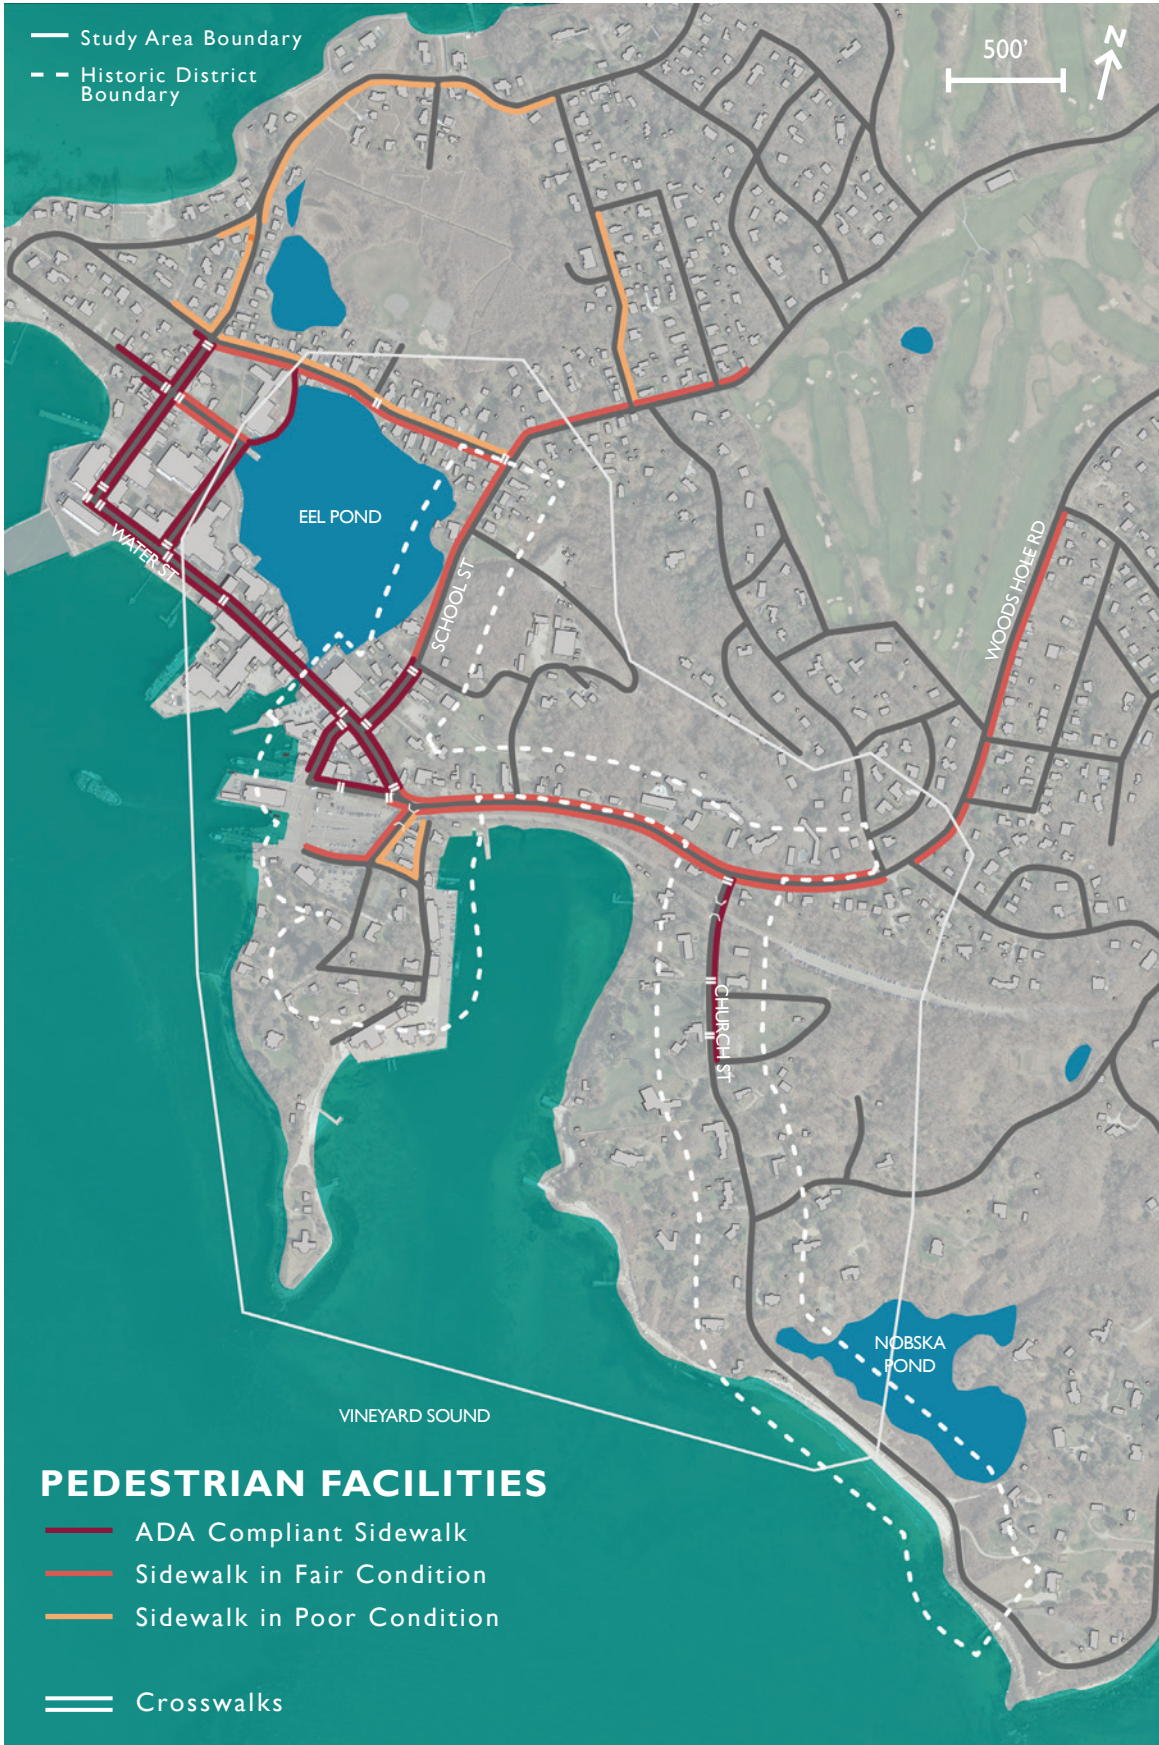 Study Area Boundary
Historic District
Boundary
500'
N
EEL POND
WATER ST
SCHOOL ST
WOODS HOLE RD
CHURCH ST
NOBSKA
POND
VINEYARD SOUND
PEDESTRIAN FACILITIES
ADA Compliant Sidewalk
Sidewalk in Fair Condition
Sidewalk in Poor Condition
Crosswalks